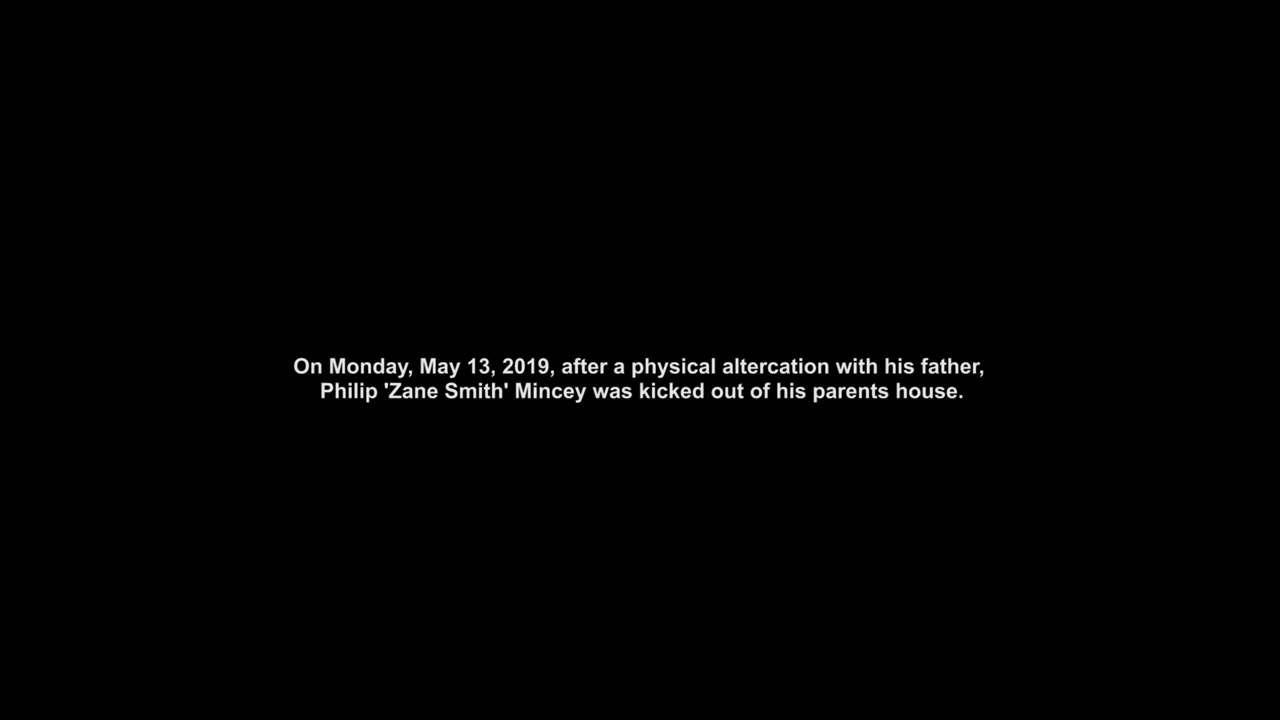 On Monday, May 13, 2019, after a physical altercation with his father,
Philip 'Zane Smith' Mincey was kicked out of his parents house.